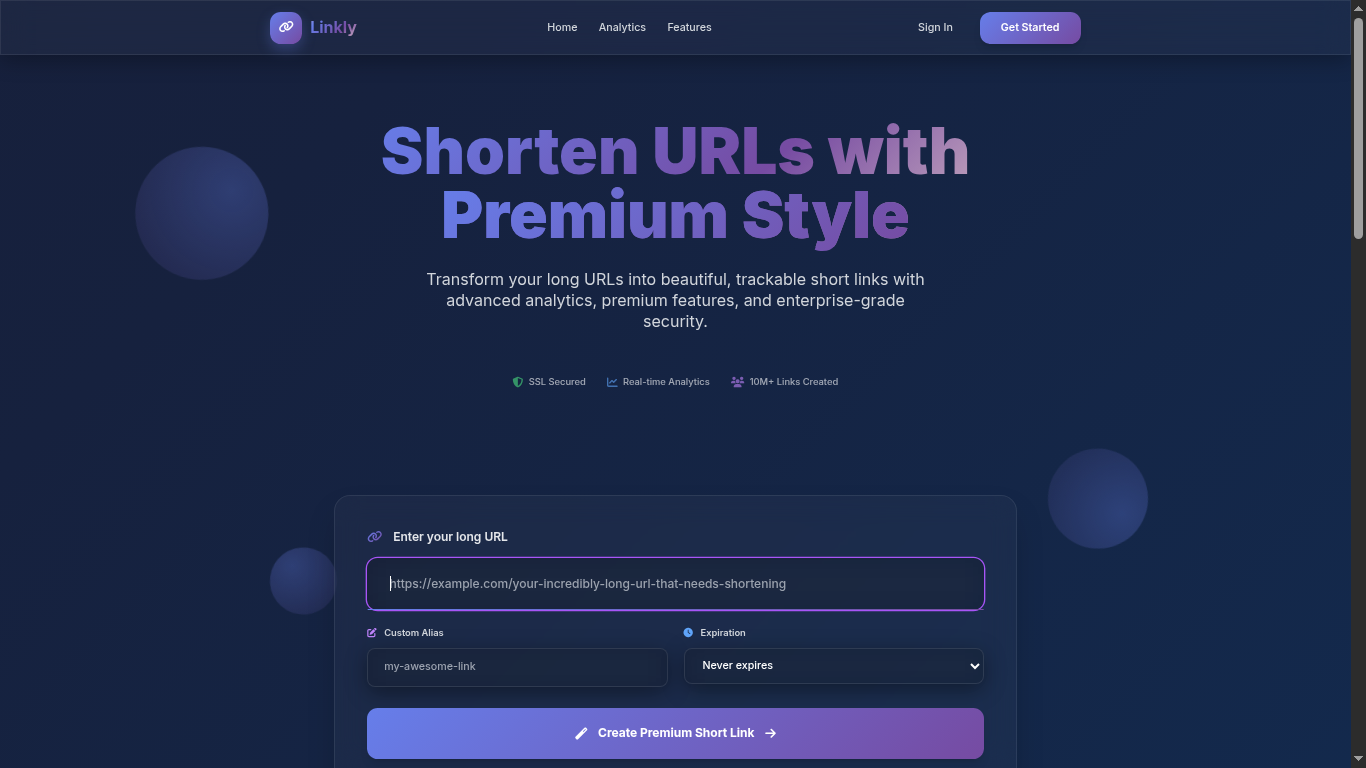 Linkly
Home
Analytics
Features
Sign In
Get Started
Shorten URLs with
Premium Style
Transform your long URLs into beautiful, trackable short links with
advanced analytics, premium features, and enterprise-grade
security.
SSL Secured
Real-time Analytics
10M+ Links Created
Enter your long URL
https://example.com/your-incredibly-long-url-that-needs-shortening
Custom Alias
Expiration
my-awesome-link
Never expires
Create Premium Short Link